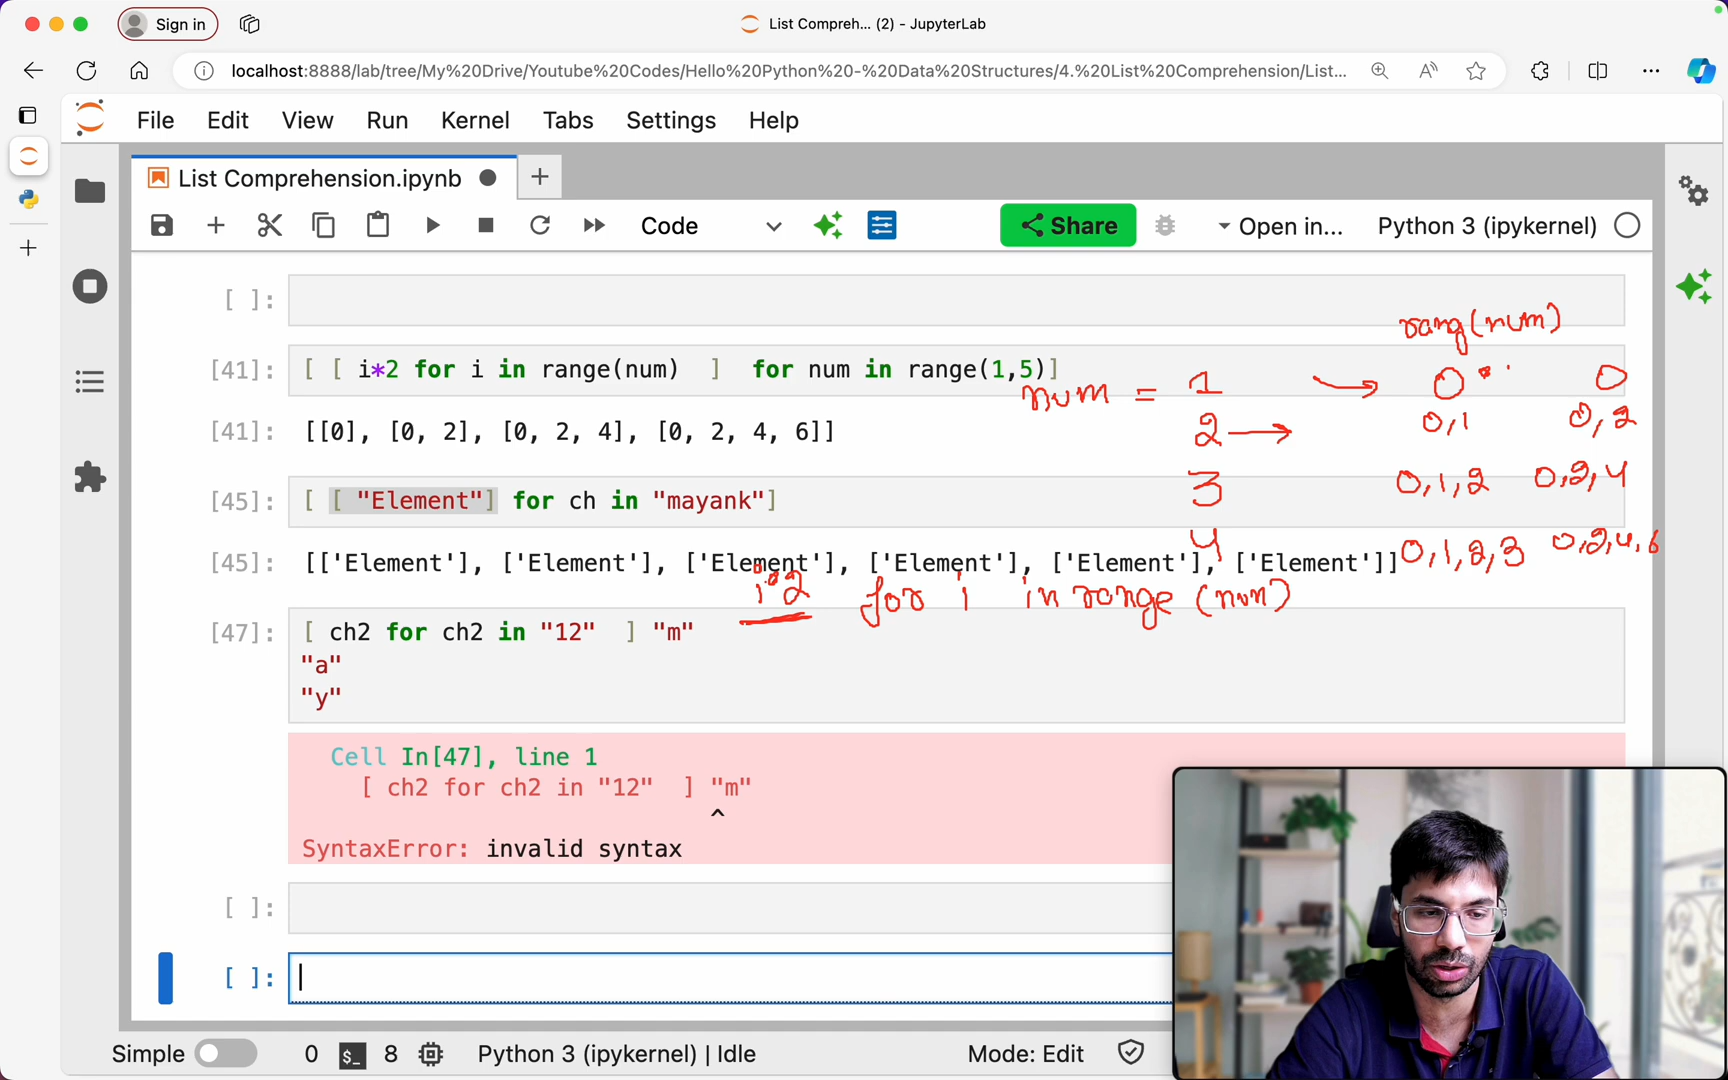 Sign in
List Compreh... (2) - JupyterLab
localhost:8888/lab/tree/My%20Drive/Youtube%20Codes/Hello%20Python%20-%20Data%20Structures/4.%20List%20Comprehension/List...
File Edit View Run Kernel Tabs Settings Help
List Comprehension.ipynb
Code
Share
Open in...
Python 3 (ipykernel)
[ ]:
rang(num)
[41]: [ [ i*2 for i in range(num) ] for num in range(1,5)]
num = 1 → 0 0
[41]: [[0], [0, 2], [0, 2, 4], [0, 2, 4, 6]]
2 → 0,1 0,2
[45]: [ [ "Element"] for ch in "mayank"]
3 0,1,2 0,2,4
[45]: [['Element'], ['Element'], ['Element'], ['Element'], ['Element'], ['Element']]
4 0,1,2,3 0,2,4,6
i*2 for i in range (num)
[47]: [ ch2 for ch2 in "12" ] "m"
"a"
"y"
Cell In[47], line 1
[ ch2 for ch2 in "12" ] "m"
^
SyntaxError: invalid syntax
[ ]:
[ ]:
Simple 0 $_ 8 Python 3 (ipykernel) | Idle Mode: Edit